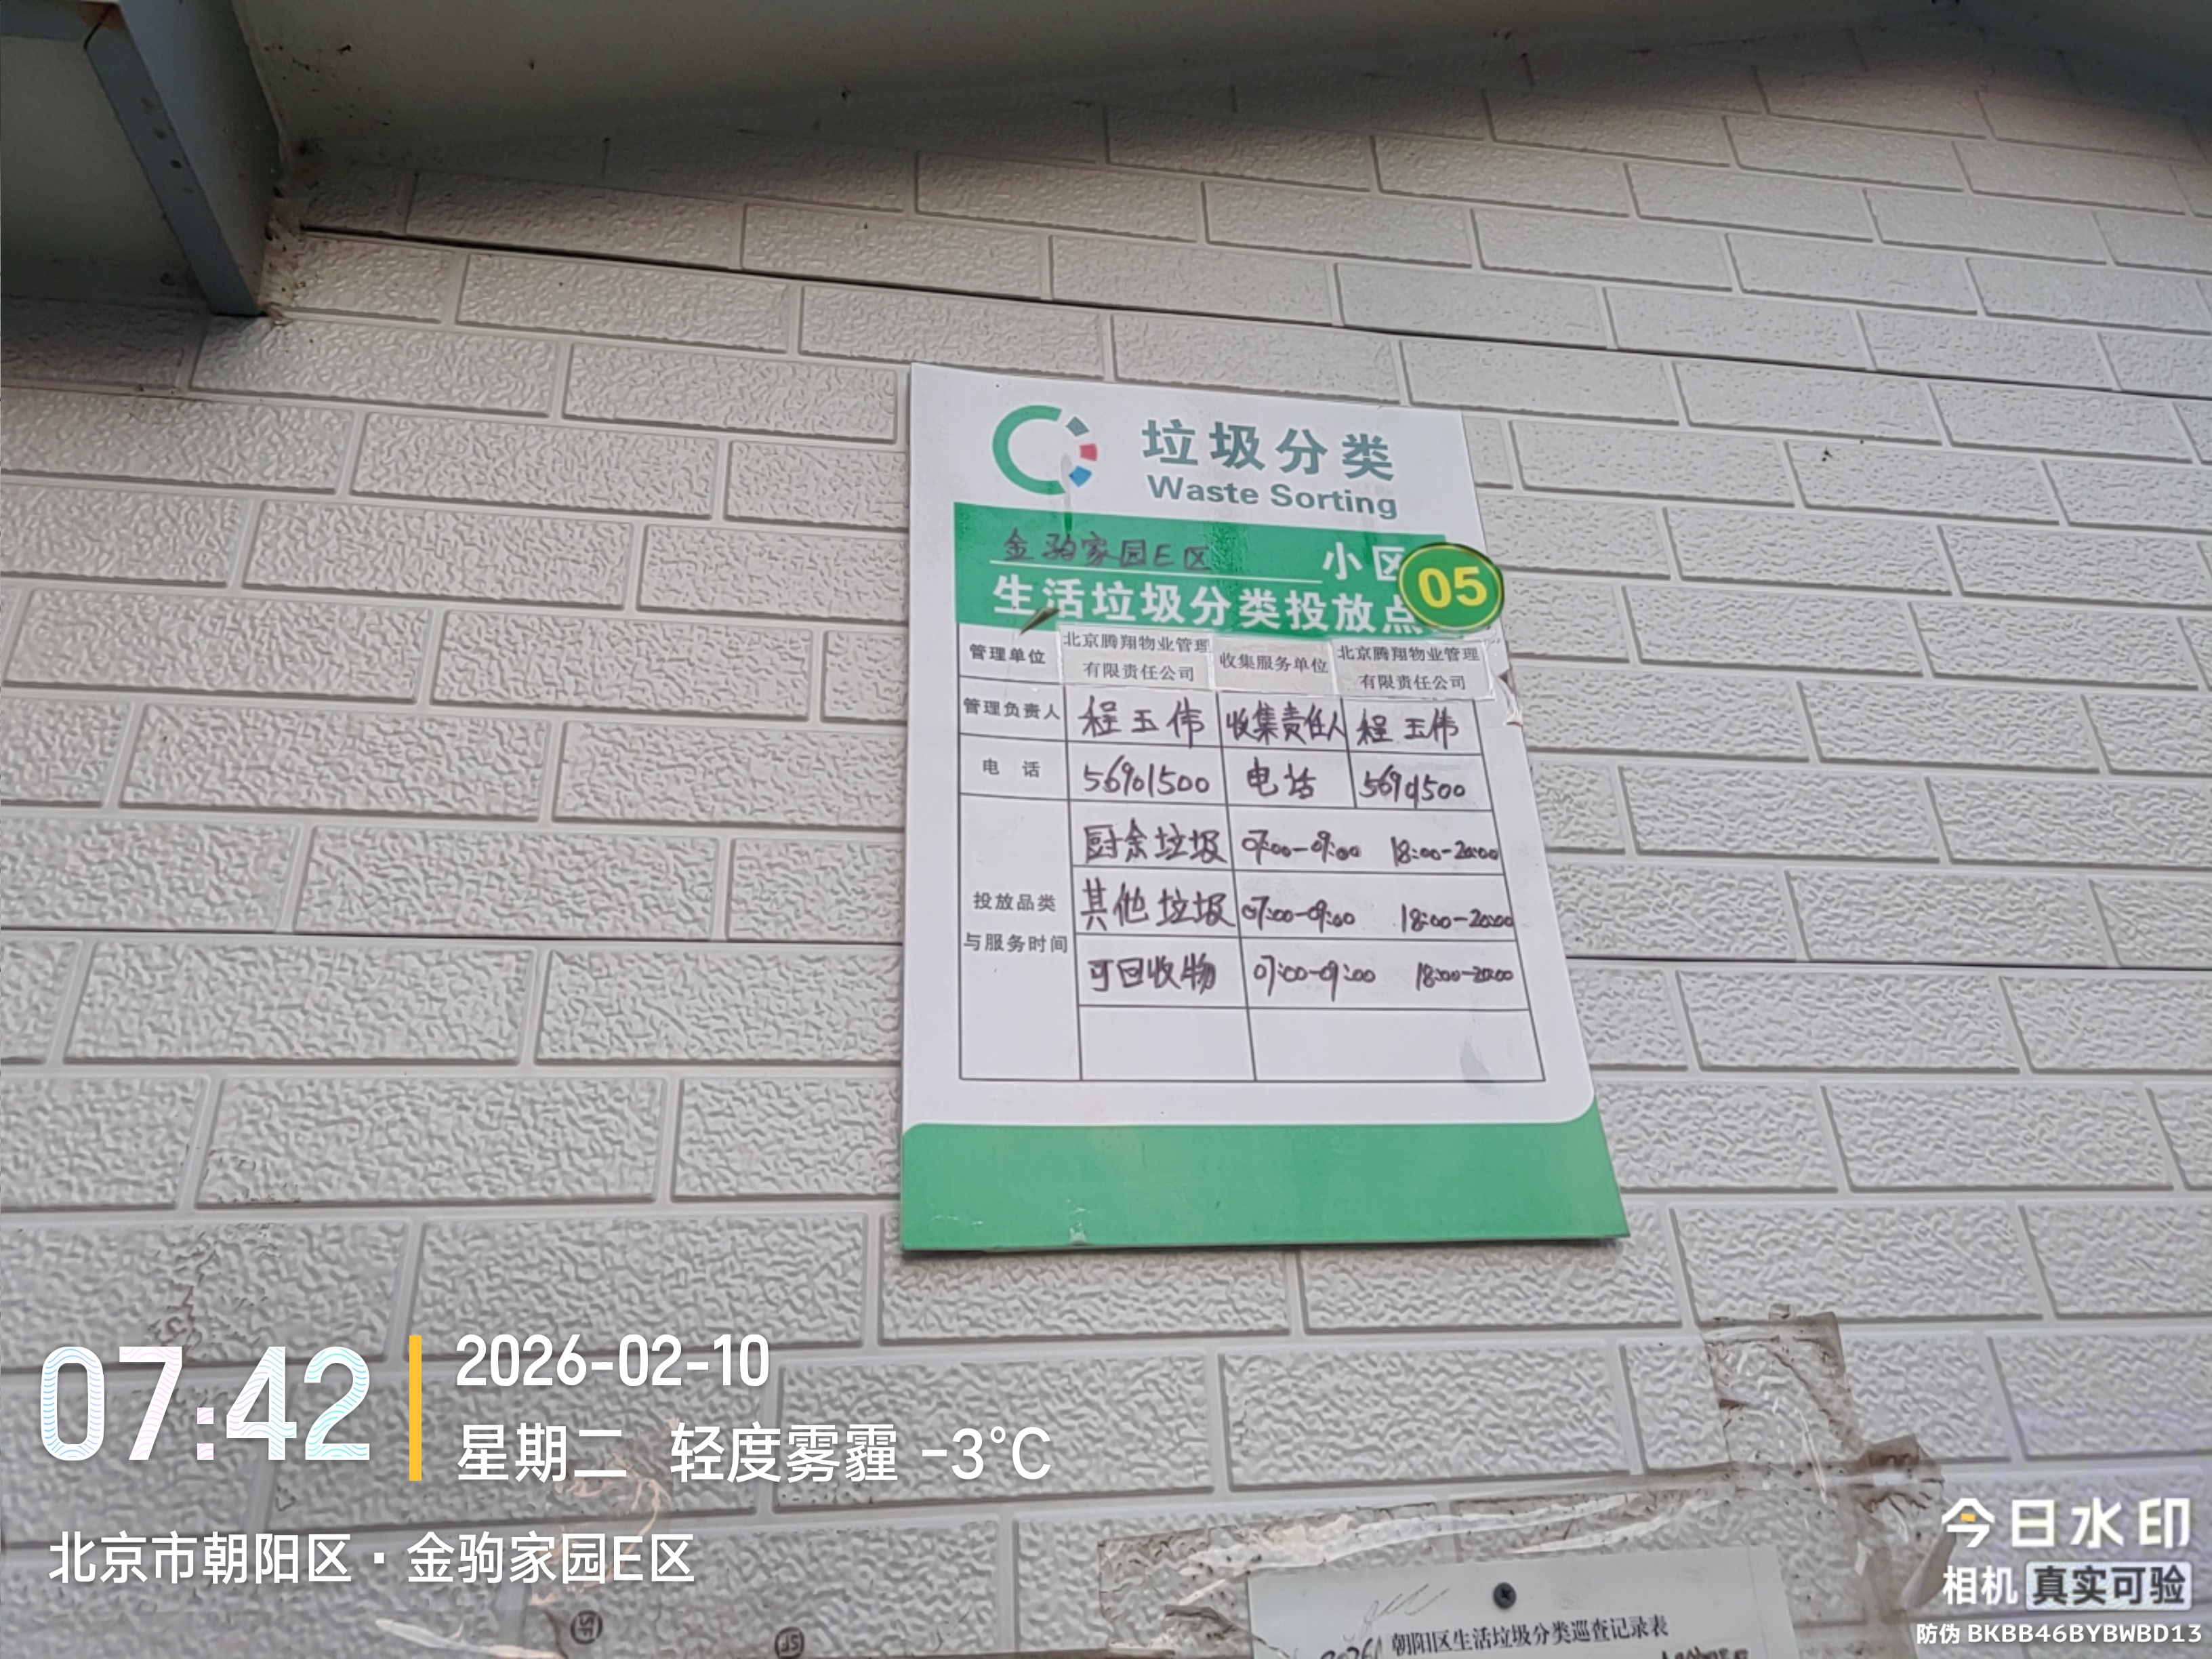 垃圾分类
Waste Sorting
金驹家园E区 小区
05
生活垃圾分类投放点
管理单位 北京腾翔物业管理有限责任公司 收集服务单位 北京腾翔物业管理有限责任公司
管理负责人 程玉伟 收集责任人 程玉伟
电话 56901500 电话 56901500
投放品类与服务时间
厨余垃圾 07:00-09:00 18:00-20:00
其他垃圾 07:00-09:00 18:00-20:00
可回收物 07:00-09:00 18:00-20:00
07:42
2026-02-10
星期二 轻度雾霾 -3℃
北京市朝阳区·金驹家园E区
朝阳区生活垃圾分类巡查记录表
今日水印
相机 真实可验
防伪 BKBB46BYBWBD13